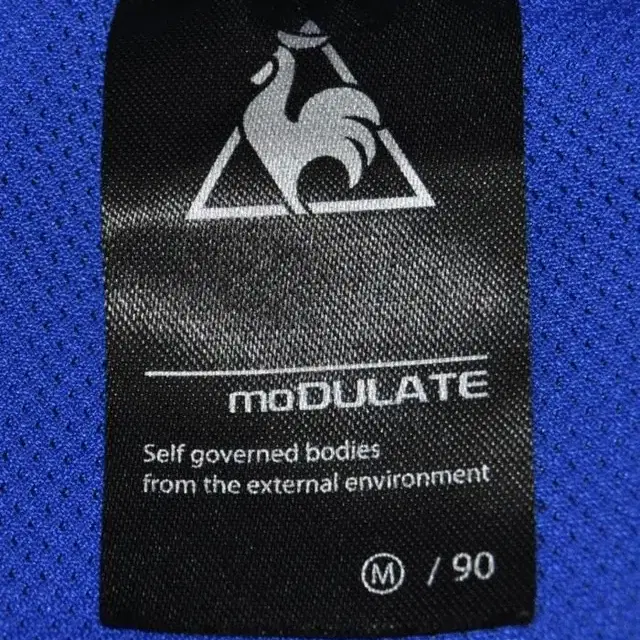 moDULATE
Self governed bodies
from the external environment
M / 90